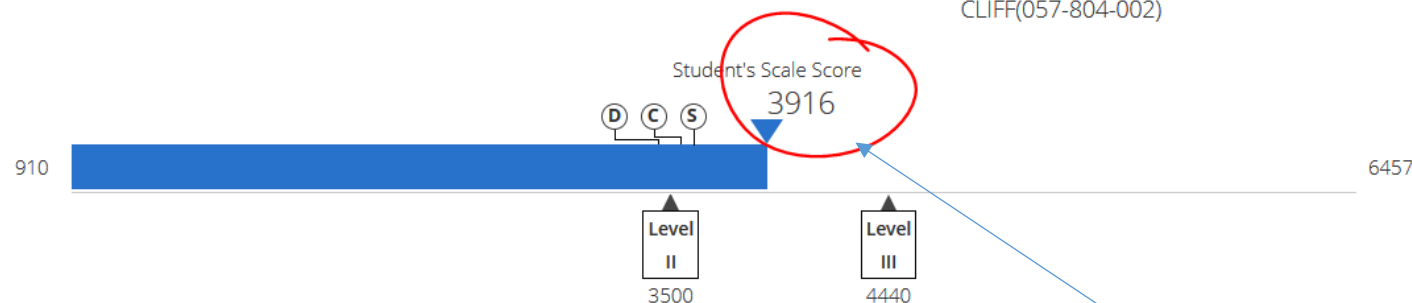 CLIFF(057-804-002)
Student's Scale Score
3916
D C S
910
6457
Level Level
II III
3500 4440